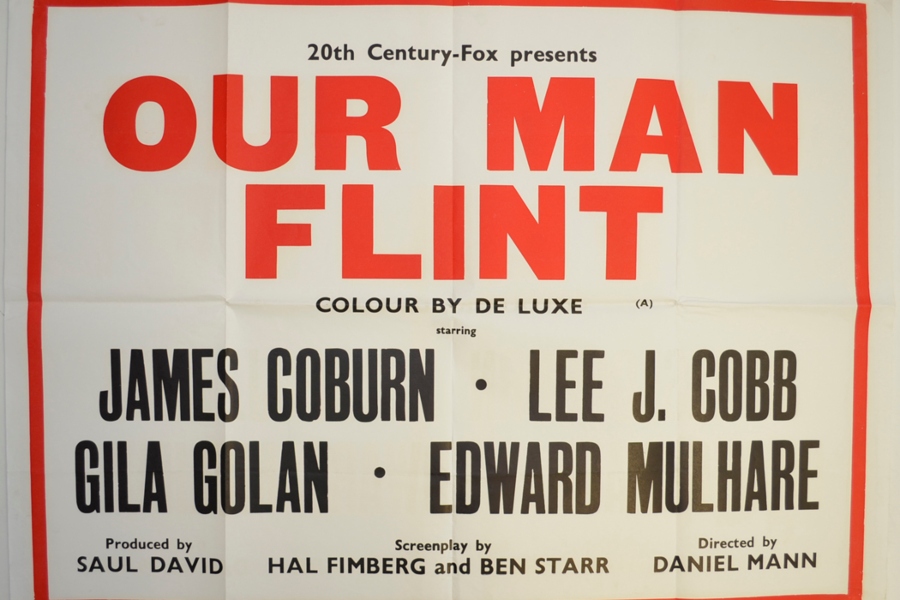 20th Century-Fox presents
OUR MAN
FLINT
COLOUR BY DE LUXE (A)
starring
JAMES COBURN · LEE J. COBB
GILA GOLAN · EDWARD MULHARE
Produced by Screenplay by Directed by
SAUL DAVID HAL FIMBERG and BEN STARR DANIEL MANN